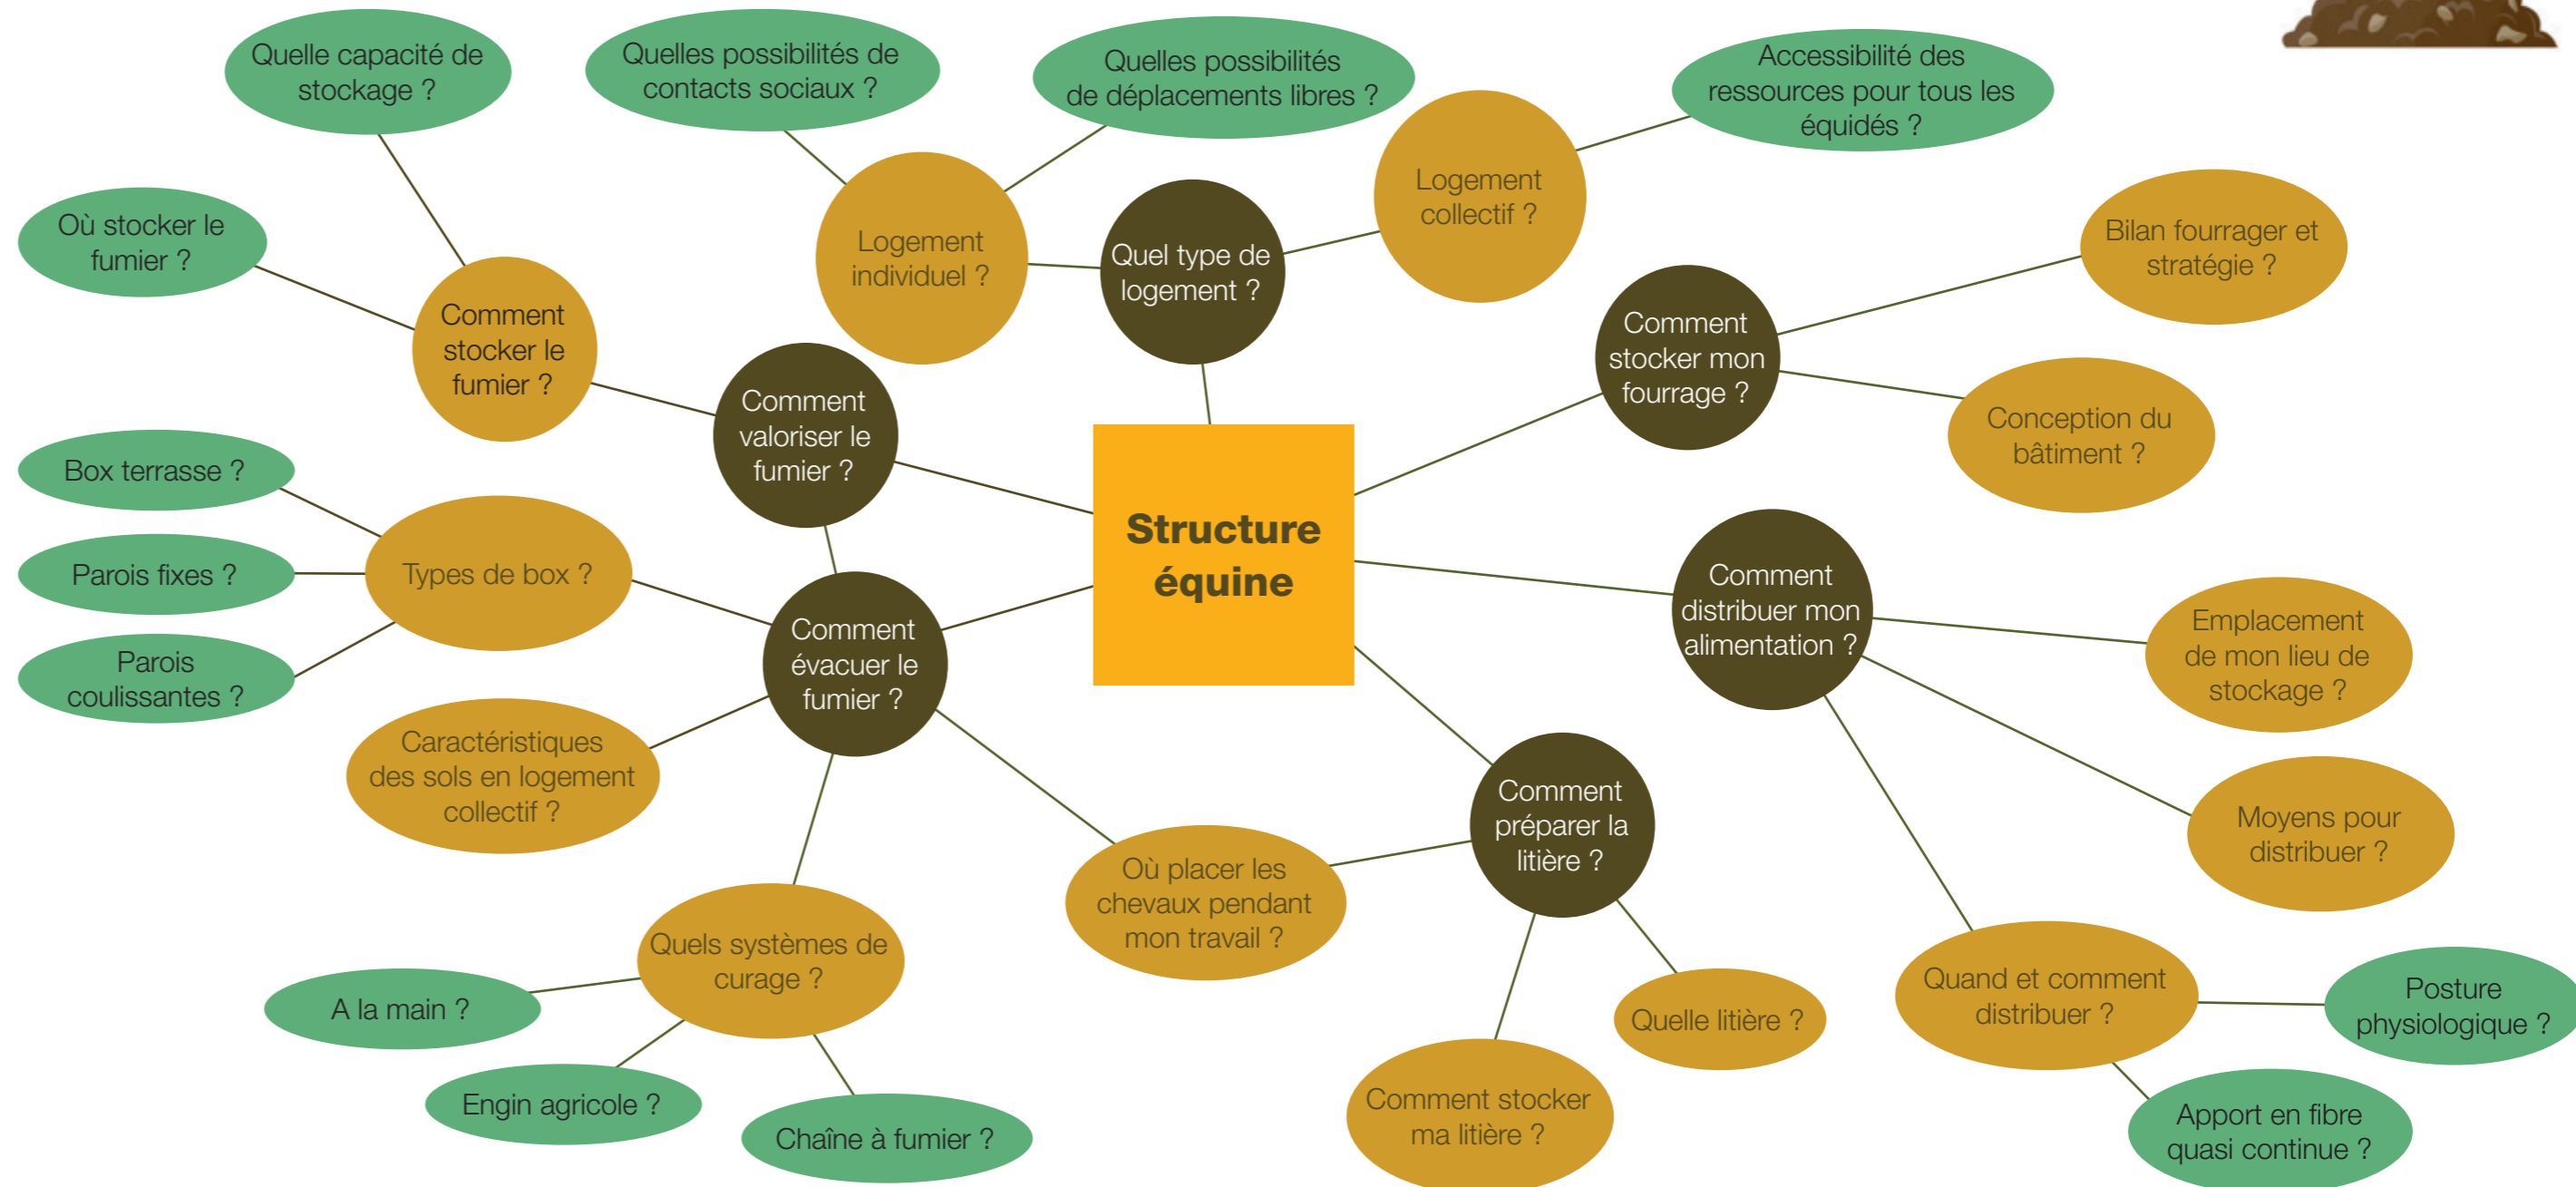 Quelle capacité de
stockage ?
Quelles possibilités de
contacts sociaux ?
Quelles possibilités
de déplacements libres ?
Accessibilité des
ressources pour tous les
équidés ?
Où stocker le
fumier ?
Comment
stocker le
fumier ?
Logement
individuel ?
Quel type de
logement ?
Logement
collectif ?
Bilan fourrager et
stratégie ?
Comment
stocker mon
fourrage ?
Conception du
bâtiment ?
Comment
valoriser le
fumier ?
Box terrasse ?
Parois fixes ?
Parois
coulissantes ?
Types de box ?
Structure
équine
Comment
évacuer le
fumier ?
Comment
distribuer mon
alimentation ?
Emplacement
de mon lieu de
stockage ?
Caractéristiques
des sols en logement
collectif ?
Moyens pour
distribuer ?
Où placer les
chevaux pendant
mon travail ?
Comment
préparer la
litière ?
Quels systèmes de
curage ?
A la main ?
Engin agricole ?
Chaîne à fumier ?
Quelle litière ?
Comment stocker
ma litière ?
Quand et comment
distribuer ?
Posture
physiologique ?
Apport en fibre
quasi continue ?